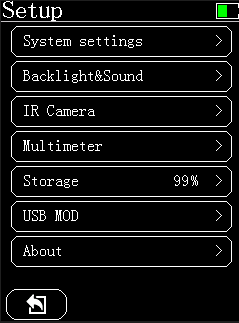 Setup
System settings >
Backlight&Sound >
IR Camera >
Multimeter >
Storage 99% >
USB MOD >
About >